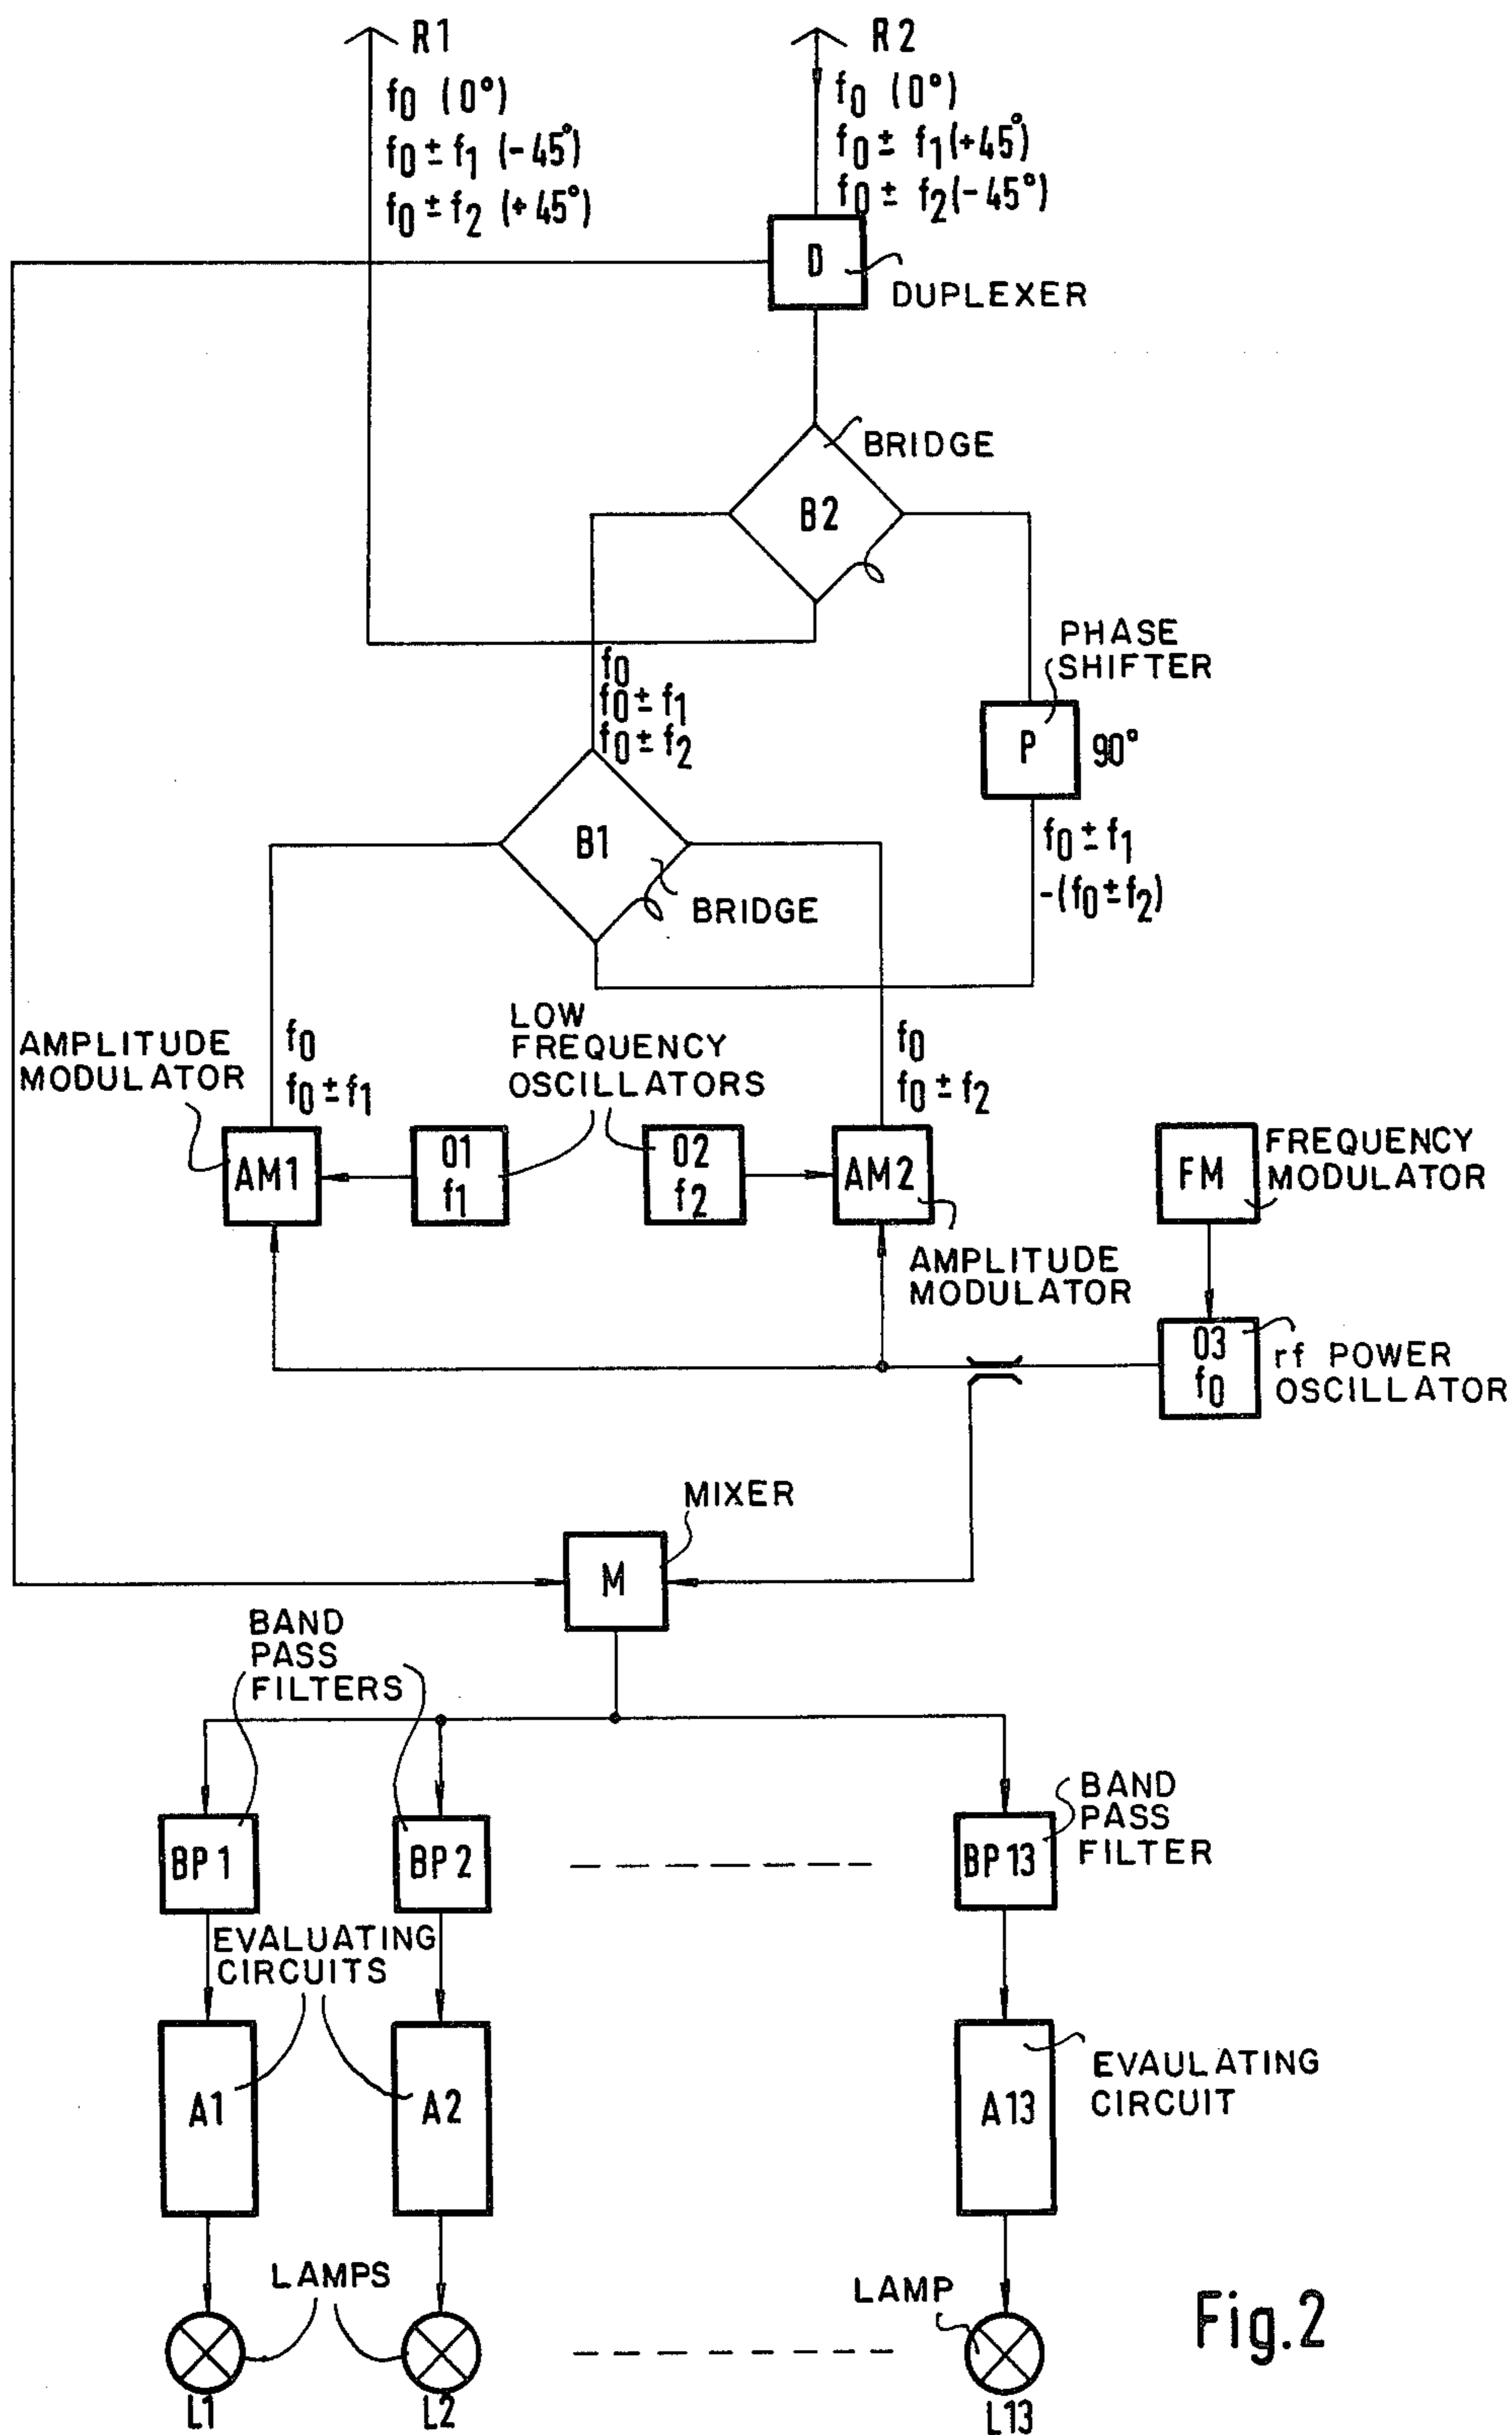 R1
R2
f0 (0°)
f0 ± f1 (-45°)
f0 ± f2 (+45°)
f0 (0°)
f0 ± f1 (+45°)
f0 ± f2 (-45°)
D
DUPLEXER
BRIDGE
B2
PHASE
SHIFTER
f0
f0 ± f1
f0 ± f2
P
90°
B1
BRIDGE
f0 ± f1
-(f0 ± f2)
AMPLITUDE
MODULATOR
f0
f0 ± f1
LOW
FREQUENCY
OSCILLATORS
f0
f0 ± f2
AM1
01
f1
02
f2
AM2
FM
FREQUENCY
MODULATOR
AMPLITUDE
MODULATOR
03
f0
rf POWER
OSCILLATOR
MIXER
M
BAND
PASS
FILTERS
BP1
BP2
BP13
BAND
PASS
FILTER
EVALUATING
CIRCUITS
A1
A2
A13
EVAULATING
CIRCUIT
LAMPS
LAMP
L1
L2
L13
Fig.2